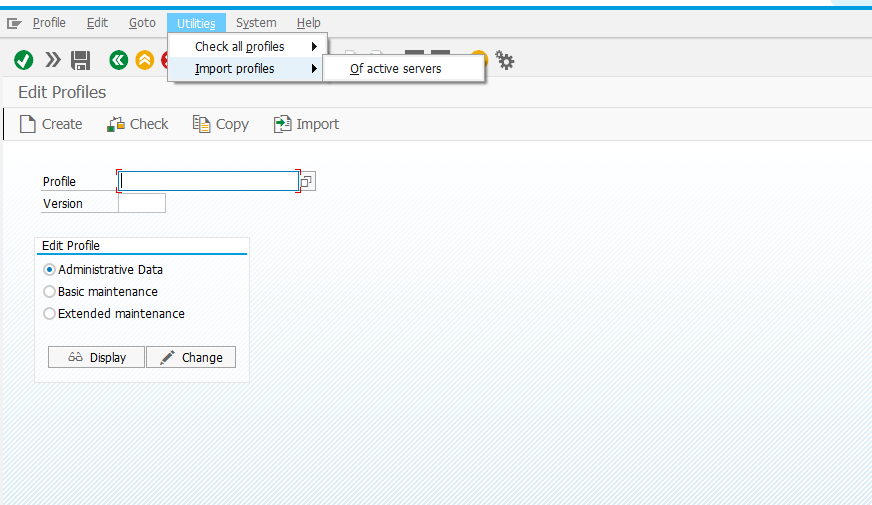 Profile Edit Goto Utilities System Help
Check all profiles
Import profiles Of active servers
Edit Profiles
Create Check Copy Import
Profile
Version
Edit Profile
Administrative Data
Basic maintenance
Extended maintenance
Display Change